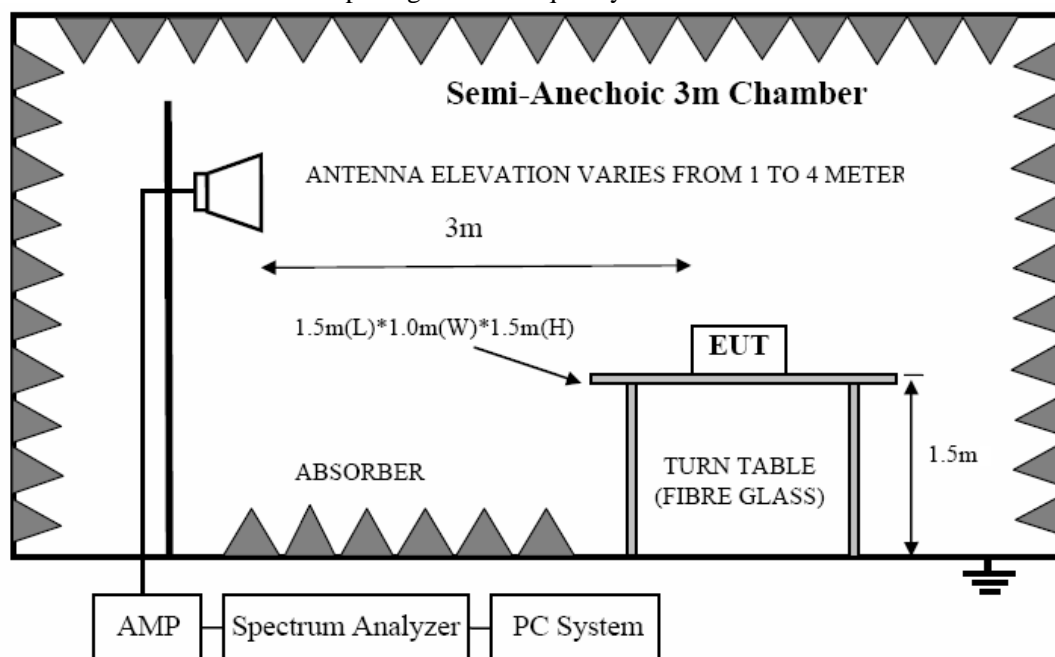 Semi-Anechoic 3m Chamber
ANTENNA ELEVATION VARIES FROM 1 TO 4 METER
3m
1.5m(L)*1.0m(W)*1.5m(H)
EUT
ABSORBER
TURN TABLE
(FIBRE GLASS)
1.5m
AMP
Spectrum Analyzer
PC System